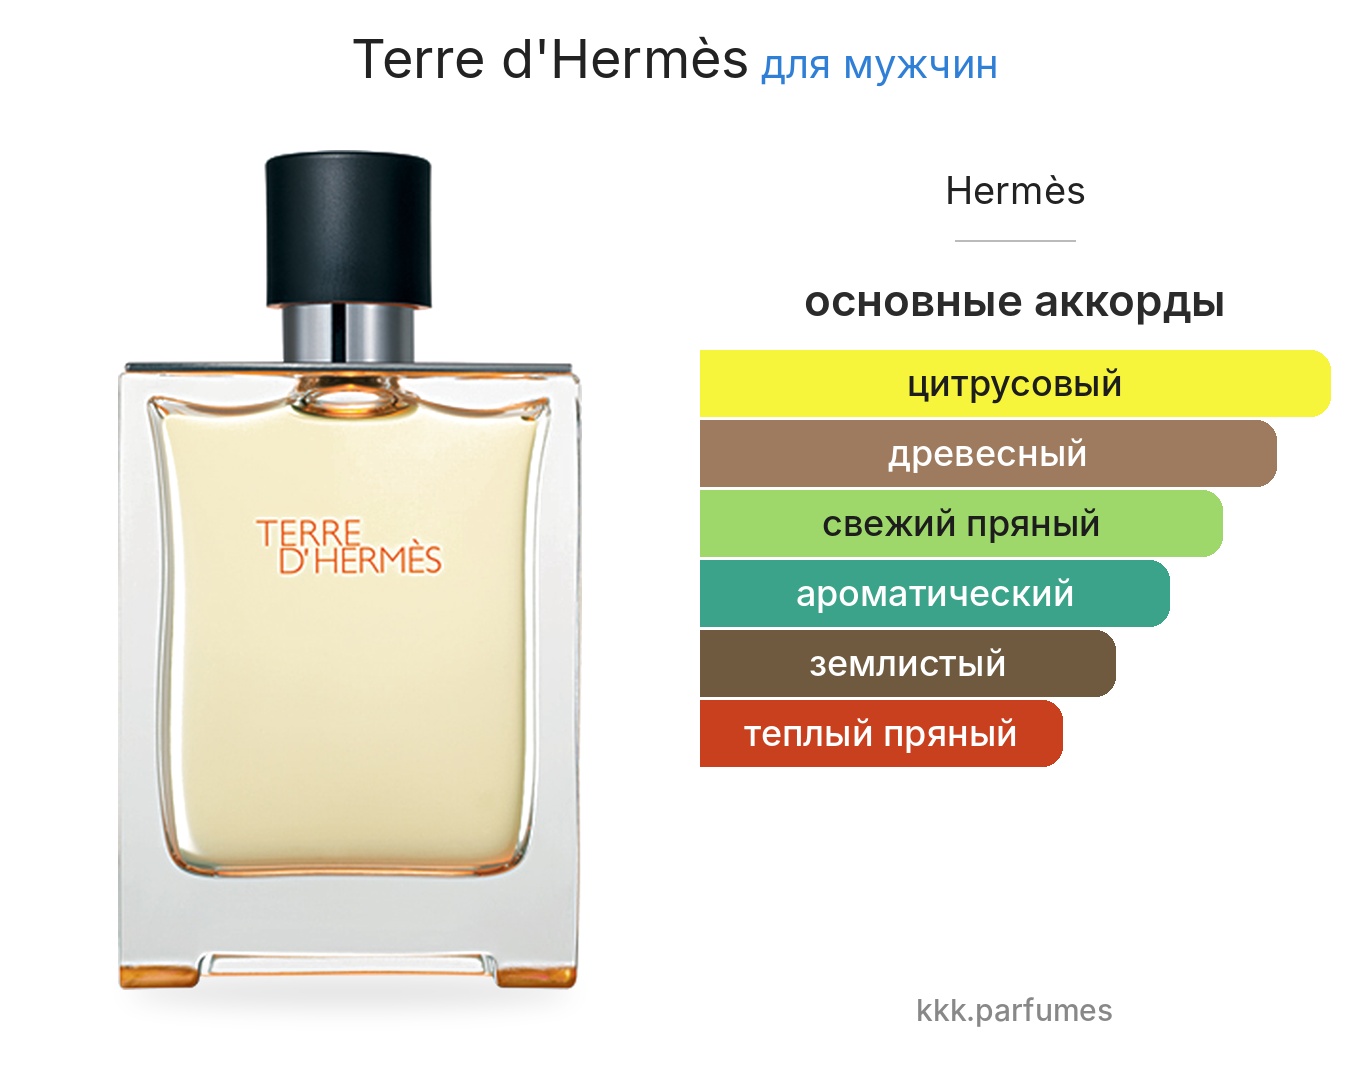 Terre d'Hermès для мужчин
TERRE
D'HERMÈS
Hermès
основные аккорды
цитрусовый
древесный
свежий пряный
ароматический
землистый
теплый пряный
kkk.parfumes